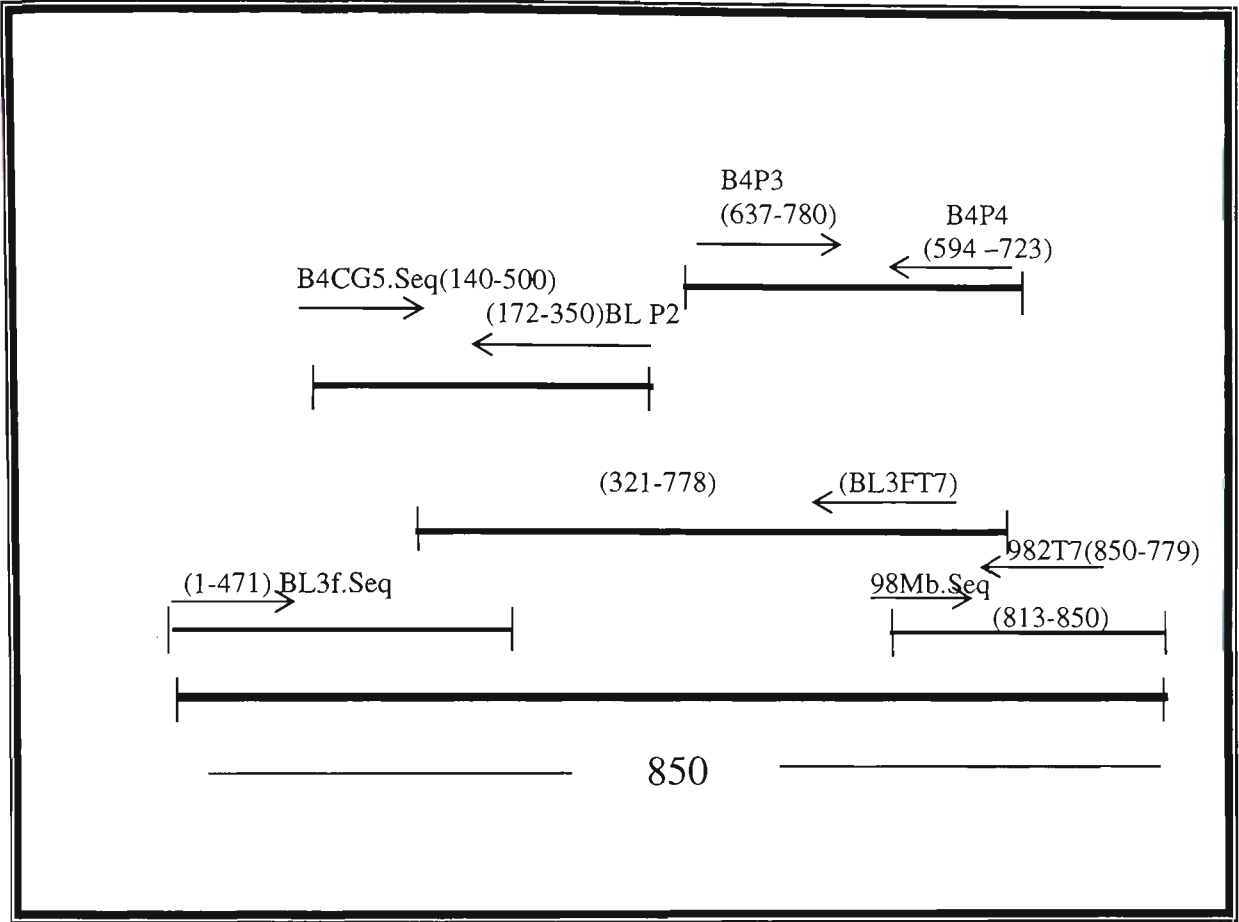 B4P3
(637-780)
B4P4
(594 –723)
B4CG5.Seq(140-500)
(172-350)BL P2
(321-778)
(BL3FT7)
982T7(850-779)
(1-471) BL3f.Seq
98Mb.Seq
(813-850)
850